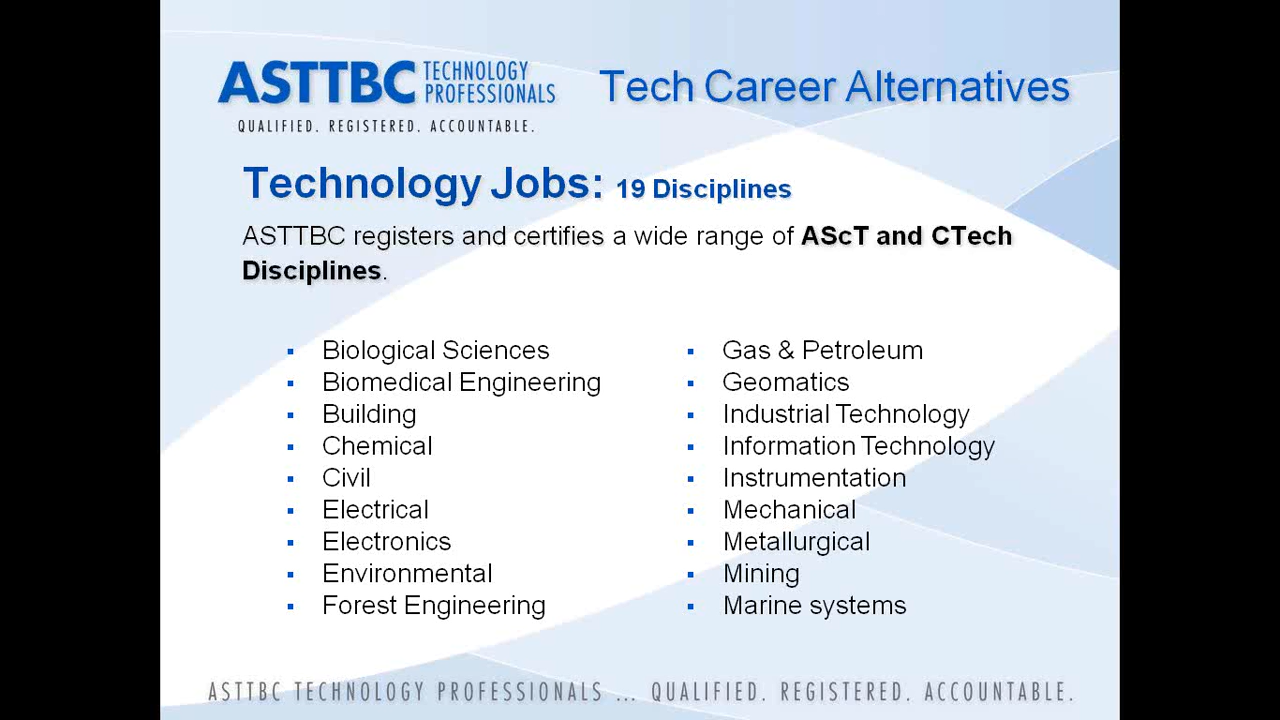 ASTTBC TECHNOLOGY PROFESSIONALS
QUALIFIED. REGISTERED. ACCOUNTABLE.
Tech Career Alternatives
Technology Jobs: 19 Disciplines
ASTTBC registers and certifies a wide range of AScT and CTech
Disciplines.
Biological Sciences
Biomedical Engineering
Building
Chemical
Civil
Electrical
Electronics
Environmental
Forest Engineering
Gas & Petroleum
Geomatics
Industrial Technology
Information Technology
Instrumentation
Mechanical
Metallurgical
Mining
Marine systems
ASTTBC TECHNOLOGY PROFESSIONALS ... QUALIFIED. REGISTERED. ACCOUNTABLE.